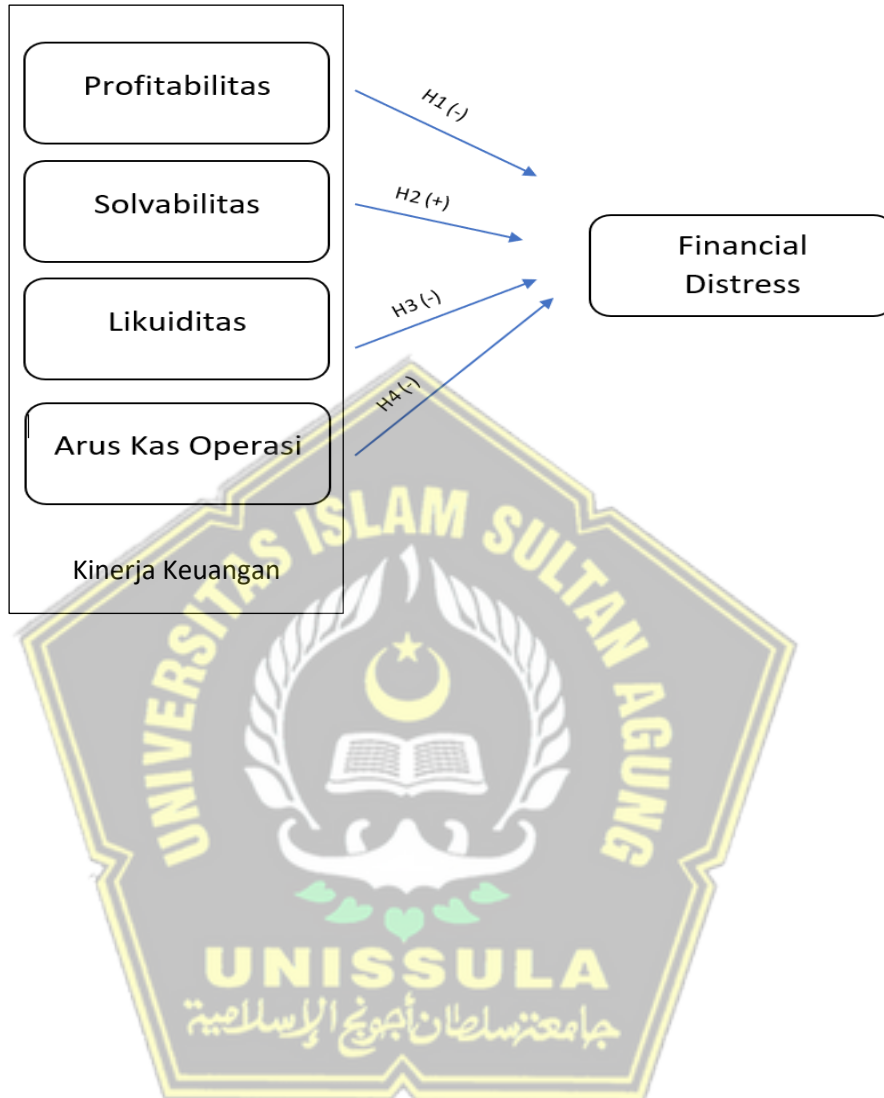 Profitabilitas
H1 (-)
Solvabilitas
H2 (+)
Financial
Distress
Likuiditas
H3 (-)
H4 (-)
Arus Kas Operasi
Kinerja Keuangan
UNIVERSITAS ISLAM SULTAN AGUNG
UNISSULA
جامعة سلطان أجونج الإسلامية